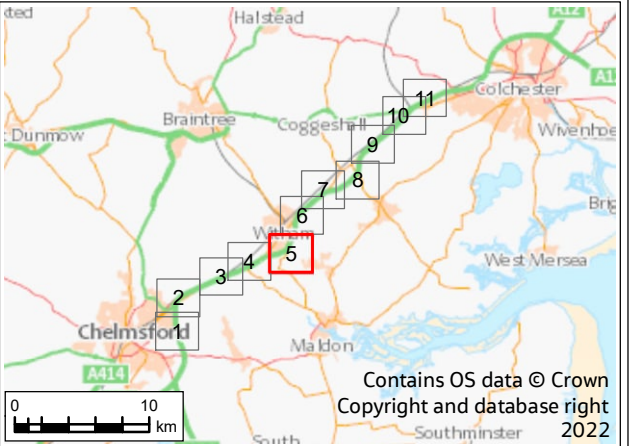 sted
Halstead
A12
Colchester
A1
Dunmow
Braintree
Coggeshall
11
10
Wivenhoe
9
8
7
Brig
6
Witham
5
West Mersea
4
3
2
Chelmsford
1
Maldon
A414
Contains OS data © Crown
Copyright and database right
2022
0 10
km
South
Southminster